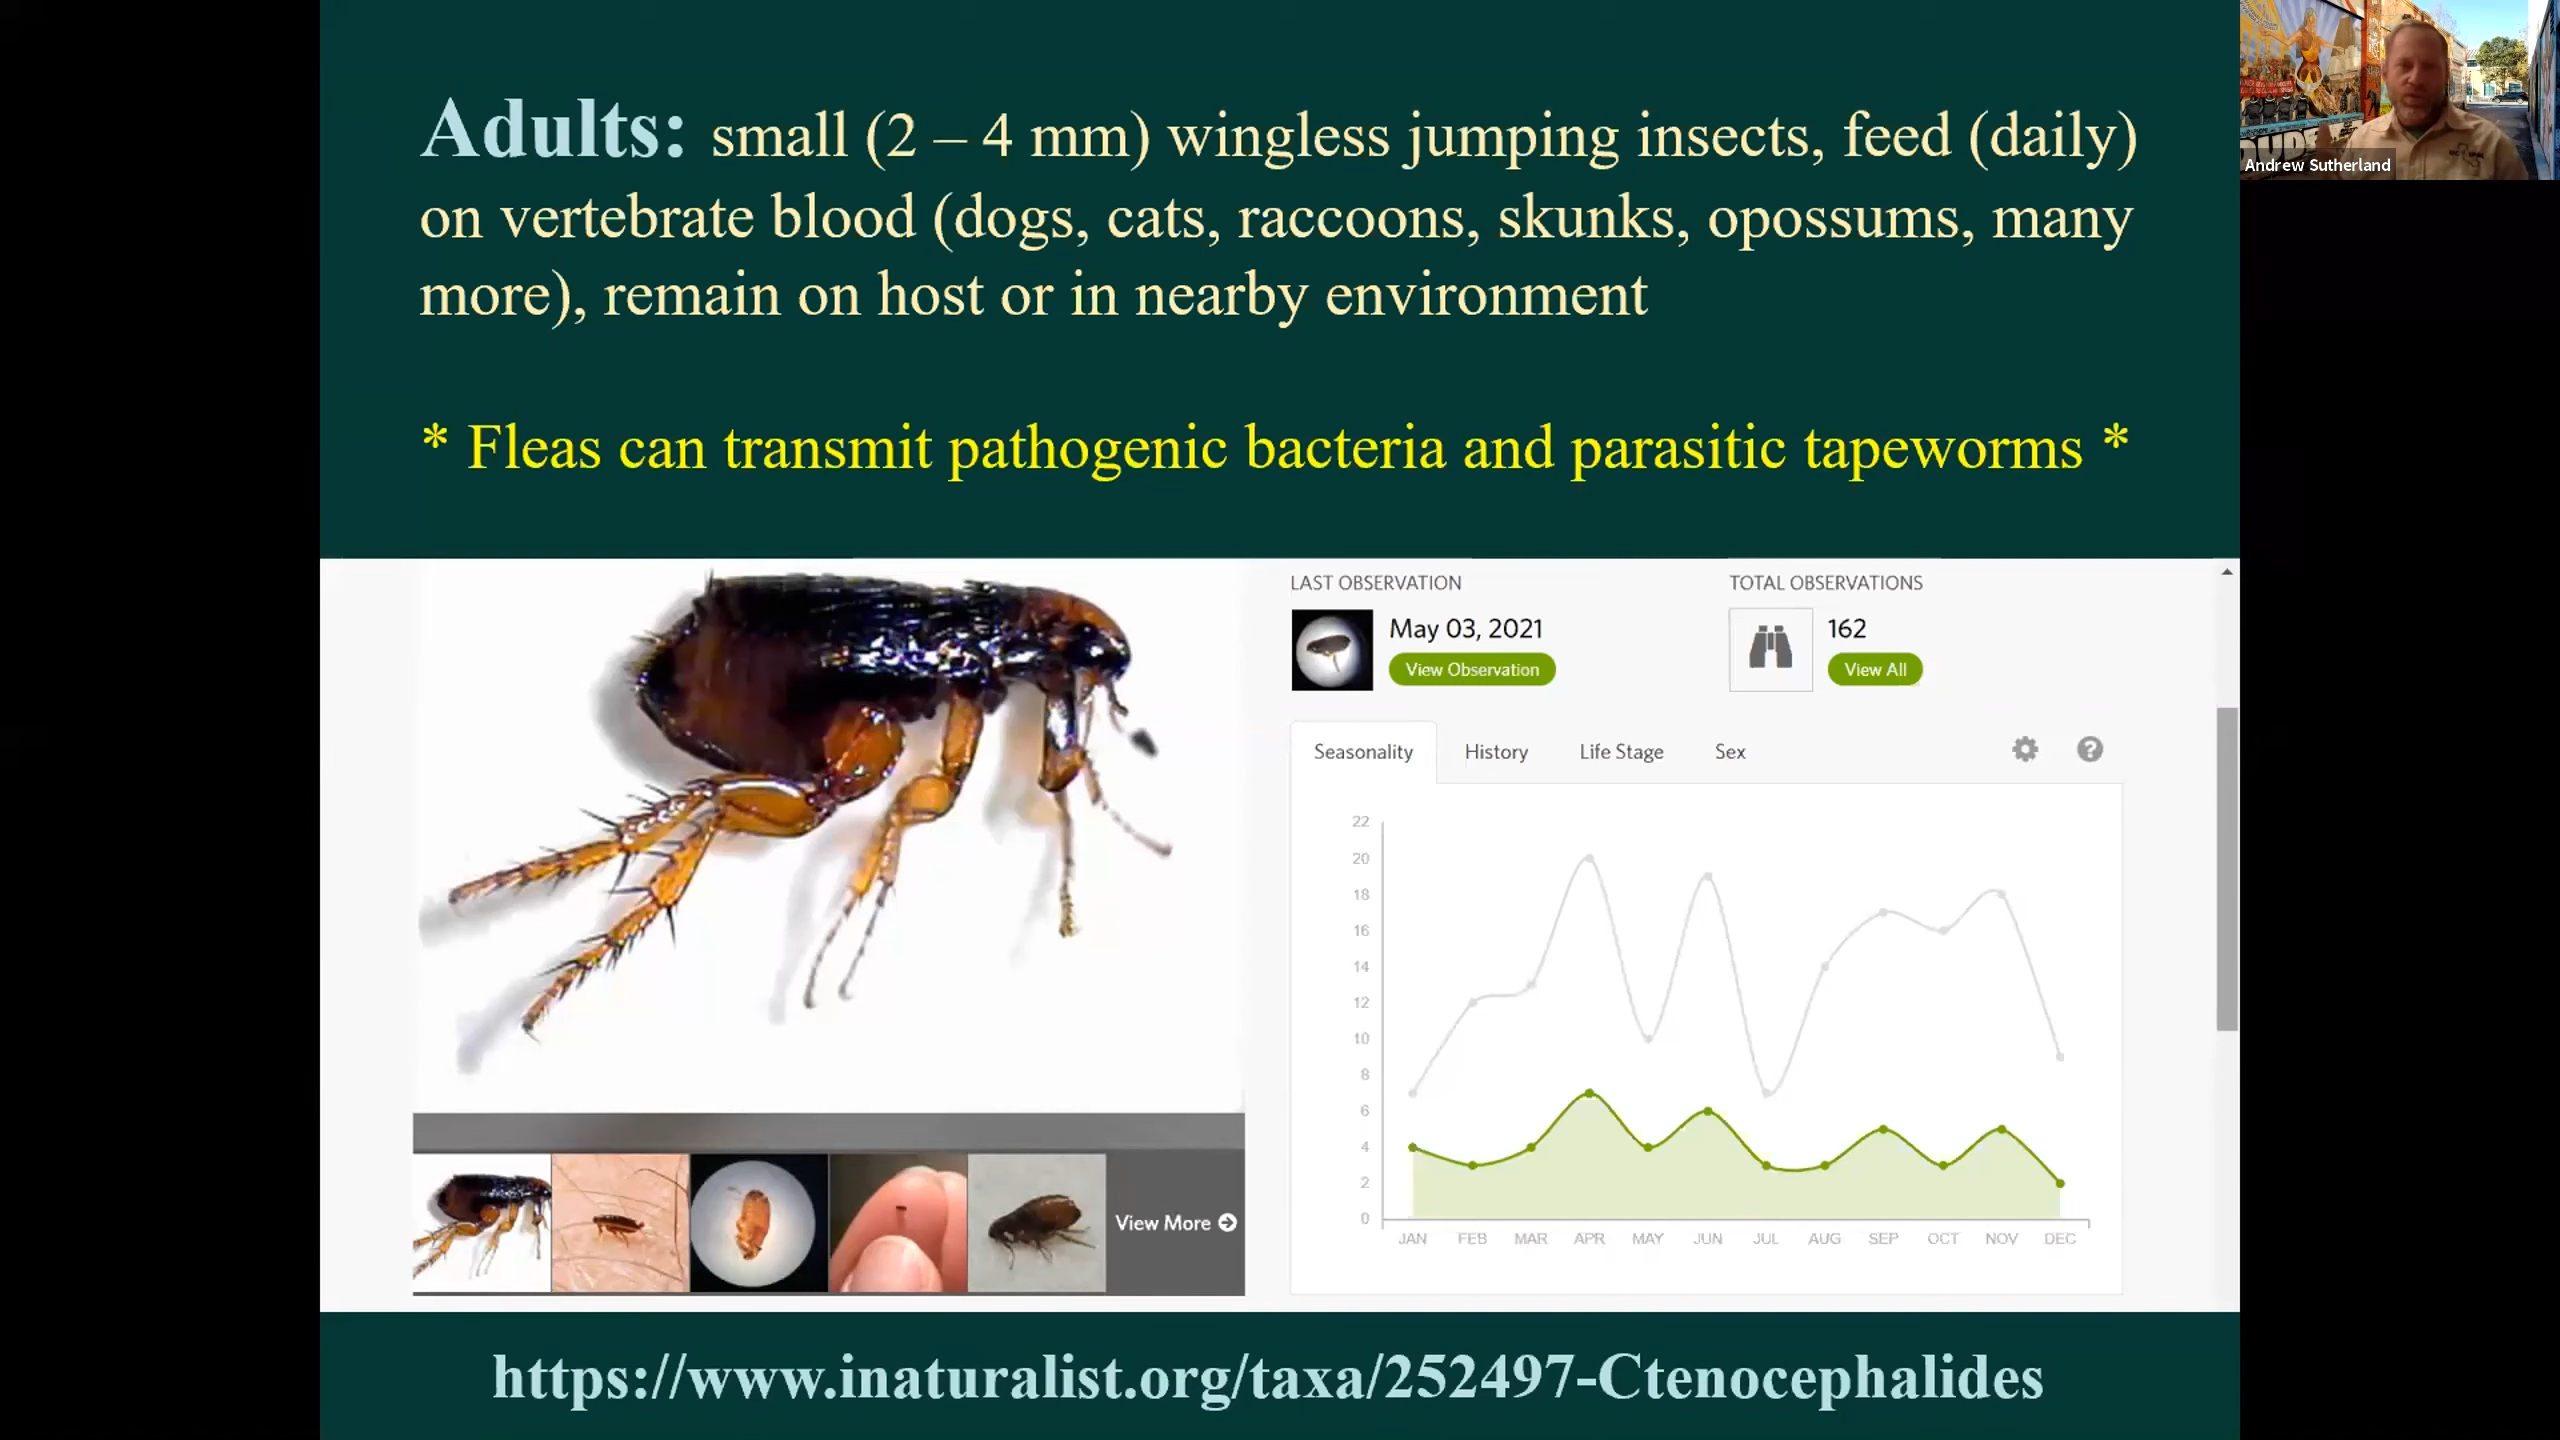 Adults: small (2 – 4 mm) wingless jumping insects, feed (daily)
on vertebrate blood (dogs, cats, raccoons, skunks, opossums, many
more), remain on host or in nearby environment
* Fleas can transmit pathogenic bacteria and parasitic tapeworms *
Andrew Sutherland
LAST OBSERVATION
May 03, 2021
View Observation
TOTAL OBSERVATIONS
162
View All
Seasonality History Life Stage Sex
22
20
18
16
14
12
10
8
6
4
2
0
JAN FEB MAR APR MAY JUN JUL AUG SEP OCT NOV DEC
View More
https://www.inaturalist.org/taxa/252497-Ctenocephalides